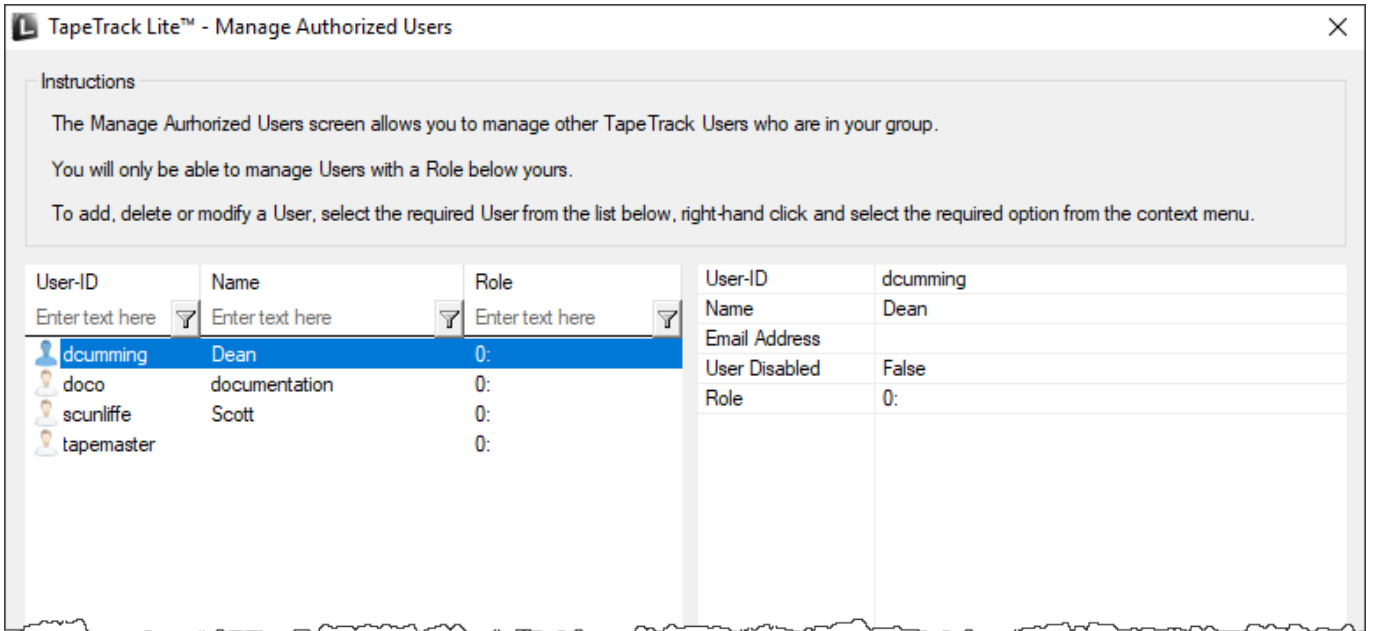 TapeTrack Lite™ - Manage Authorized Users
Instructions
The Manage Aurhorized Users screen allows you to manage other TapeTrack Users who are in your group.
You will only be able to manage Users with a Role below yours.
To add, delete or modify a User, select the required User from the list below, right-hand click and select the required option from the context menu.
User-ID Name Role
Enter text here Enter text here Enter text here
dcumming Dean 0:
doco documentation 0:
scunliffe Scott 0:
tapemaster 0:
User-ID dcumming
Name Dean
Email Address
User Disabled False
Role 0: